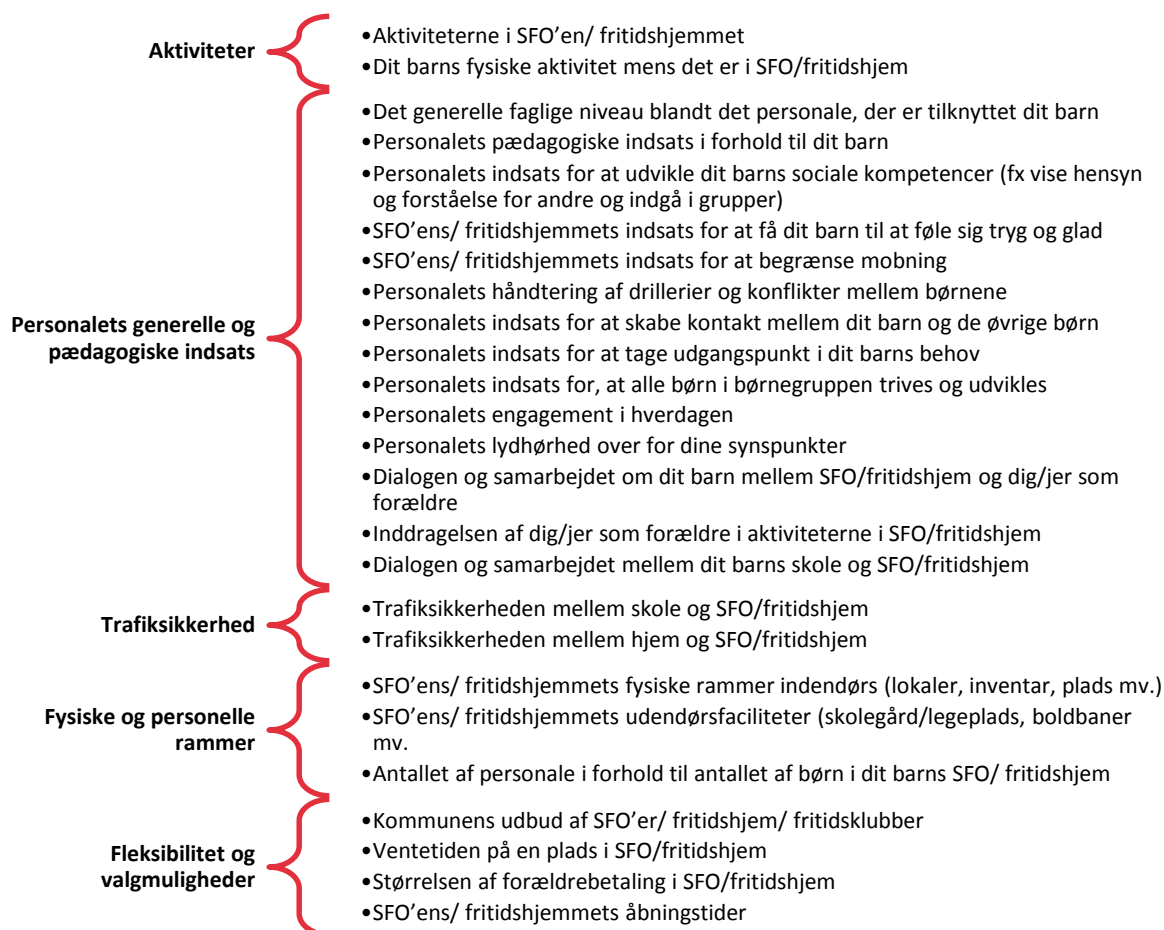 Aktiviteter
•Aktiviteterne i SFO'en/ fritidshjemmet
•Dit barns fysiske aktivitet mens det er i SFO/fritidshjem
Personalets generelle og
pædagogiske indsats
•Det generelle faglige niveau blandt det personale, der er tilknyttet dit barn
•Personalets pædagogiske indsats i forhold til dit barn
•Personalets indsats for at udvikle dit barns sociale kompetencer (fx vise hensyn
og forståelse for andre og indgå i grupper)
•SFO'ens/ fritidshjemmets indsats for at få dit barn til at føle sig tryg og glad
•SFO'ens/ fritidshjemmets indsats for at begrænse mobning
•Personalets håndtering af drillerier og konflikter mellem børnene
•Personalets indsats for at skabe kontakt mellem dit barn og de øvrige børn
•Personalets indsats for at tage udgangspunkt i dit barns behov
•Personalets indsats for, at alle børn i børnegruppen trives og udvikles
•Personalets engagement i hverdagen
•Personalets lydhørhed over for dine synspunkter
•Dialogen og samarbejdet om dit barn mellem SFO/fritidshjem og dig/jer som
forældre
•Inddragelsen af dig/jer som forældre i aktiviteterne i SFO/fritidshjem
•Dialogen og samarbejdet mellem dit barns skole og SFO/fritidshjem
Trafiksikkerhed
•Trafiksikkerheden mellem skole og SFO/fritidshjem
•Trafiksikkerheden mellem hjem og SFO/fritidshjem
Fysiske og personelle
rammer
•SFO'ens/ fritidshjemmets fysiske rammer indendørs (lokaler, inventar, plads mv.)
•SFO'ens/ fritidshjemmets udendørsfaciliteter (skolegård/legeplads, boldbaner
mv.
•Antallet af personale i forhold til antallet af børn i dit barns SFO/ fritidshjem
Fleksibilitet og
valgmuligheder
•Kommunens udbud af SFO'er/ fritidshjem/ fritidsklubber
•Ventetiden på en plads i SFO/fritidshjem
•Størrelsen af forældrebetaling i SFO/fritidshjem
•SFO'ens/ fritidshjemmets åbningstider